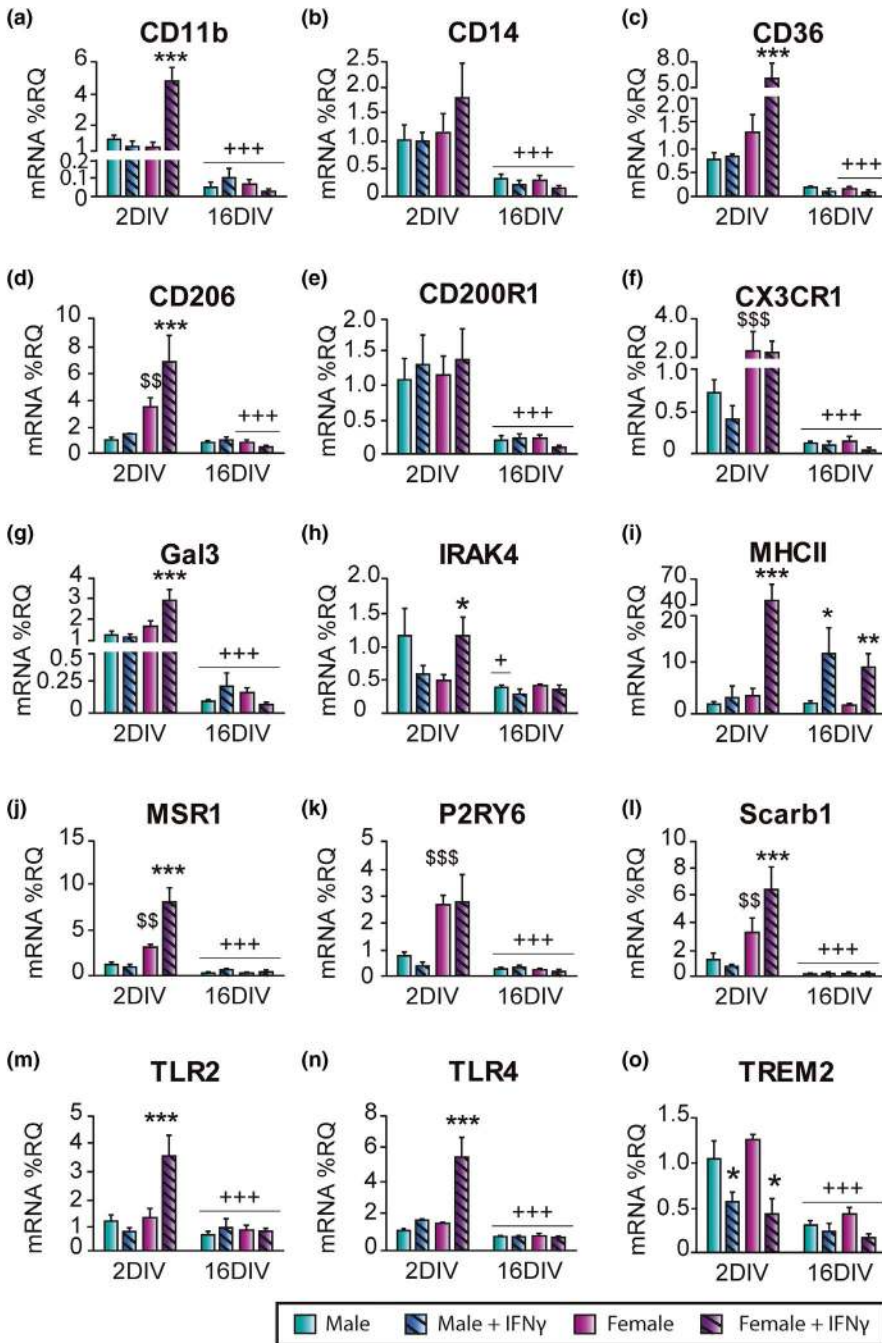 (a) CD11b
mRNA %RQ
6
4
2
1
0.2
0.1
0
***
+++
2DIV 16DIV
(b) CD14
mRNA %RQ
2.5
2.0
1.5
1.0
0.5
0
+++
2DIV 16DIV
(c) CD36
mRNA %RQ
8.0
5.0
2.0
1.5
1.0
0.5
0
***
+++
2DIV 16DIV
(d) CD206
mRNA %RQ
10
8
6
4
2
0
$$ ***
+++
2DIV 16DIV
(e) CD200R1
mRNA %RQ
2.0
1.5
1.0
0.5
0
+++
2DIV 16DIV
(f) CX3CR1
mRNA %RQ
4.0
2.0
1.0
0.5
0
$$$
+++
2DIV 16DIV
(g) Gal3
mRNA %RQ
4
3
2
1
0.5
0.25
0
***
+++
2DIV 16DIV
(h) IRAK4
mRNA %RQ
2.0
1.5
1.0
0.5
0
*
+
2DIV 16DIV
(i) MHCII
mRNA %RQ
70
40
20
10
0
***
*
**
2DIV 16DIV
(j) MSR1
mRNA %RQ
15
10
5
0
$$ ***
+++
2DIV 16DIV
(k) P2RY6
mRNA %RQ
5
4
3
2
1
0
$$$
+++
2DIV 16DIV
(l) Scarb1
mRNA %RQ
10
8
6
4
2
0
$$ ***
+++
2DIV 16DIV
(m) TLR2
mRNA %RQ
5
4
3
2
1
0
***
+++
2DIV 16DIV
(n) TLR4
mRNA %RQ
8
6
4
2
0
***
+++
2DIV 16DIV
(o) TREM2
mRNA %RQ
1.5
1.0
0.5
0.0
* *
+++
2DIV 16DIV
Male Male + IFNγ Female Female + IFNγ